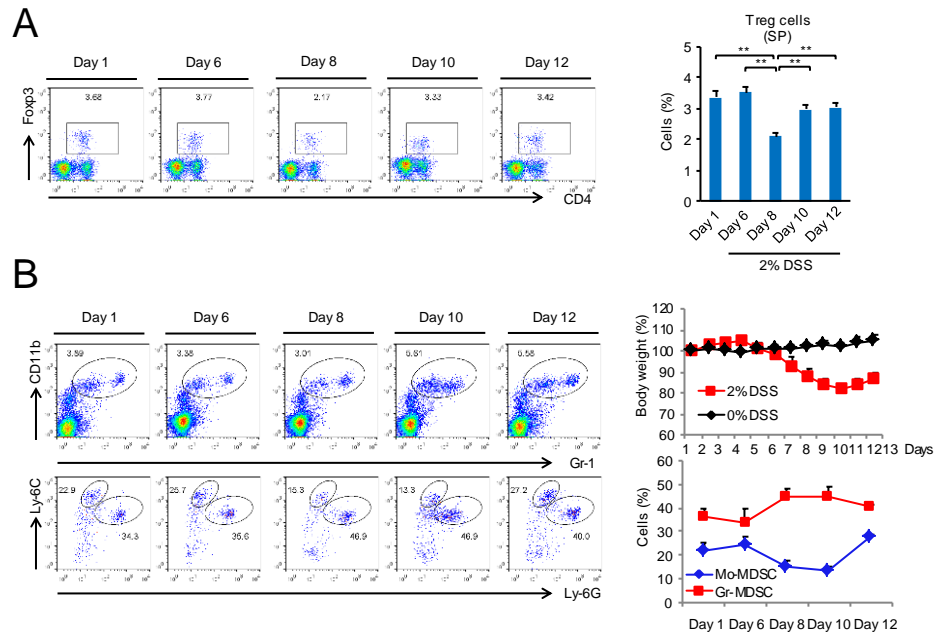 A
Day 1 Day 6 Day 8 Day 10 Day 12
Foxp3
3.68 3.77 2.17 3.33 3.42
CD4
Treg cells
(SP)
** **
** **
Cells (%)
5
4
3
2
1
0
Day 1 Day 6 Day 8 Day 10 Day 12
2% DSS
B
Day 1 Day 6 Day 8 Day 10 Day 12
CD11b
3.59 3.38 3.01 5.81 5.58
Gr-1
Ly-6C
22.9 25.7 15.3 13.3 27.2
34.3 35.6 46.9 46.9 40.0
Ly-6G
Body weight (%)
120
100
90
80
70
60
2% DSS
0% DSS
1 2 3 4 5 6 7 8 9 10 11 12 13 Days
Cells (%)
50
40
30
20
10
0
Mo-MDSC
Gr-MDSC
Day 1 Day 6 Day 8 Day 10 Day 12